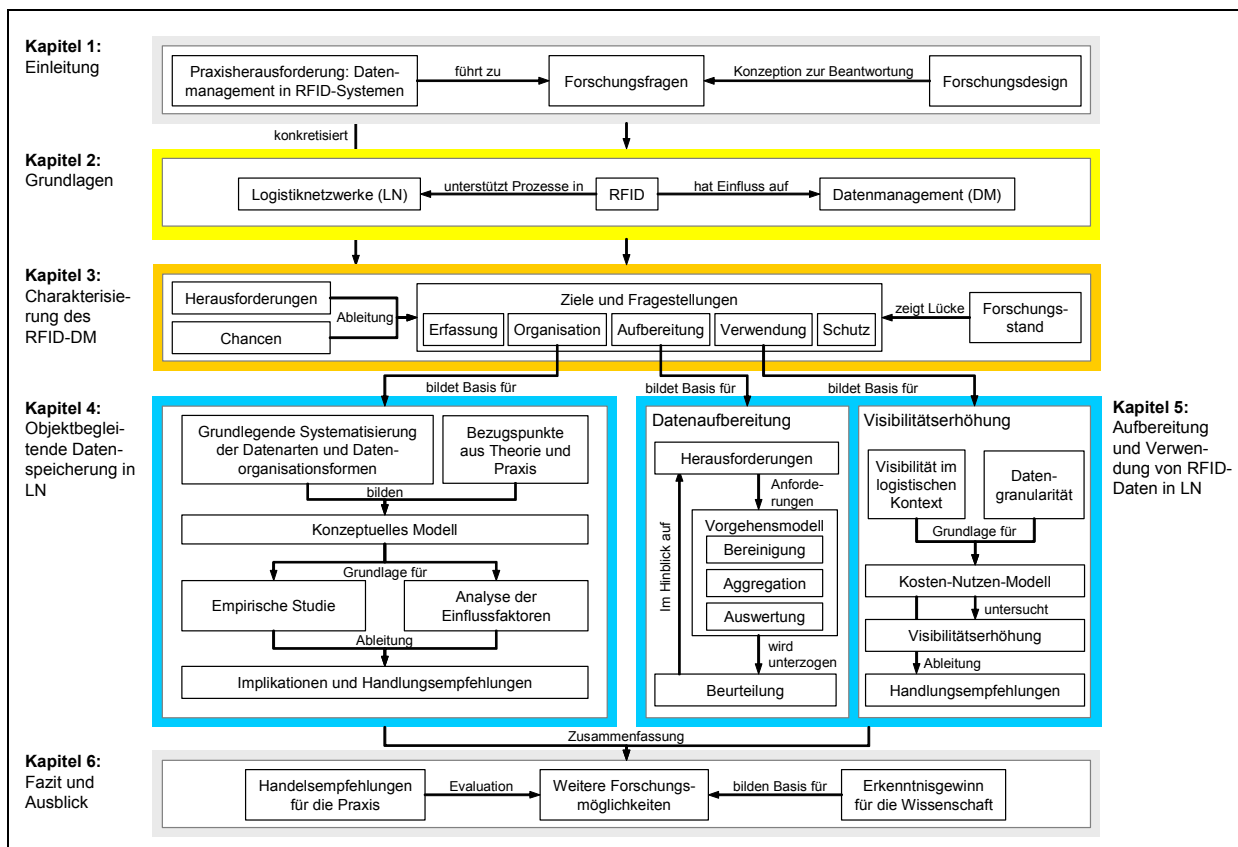 Kapitel 1:
Einleitung
Praxisherausforderung: Daten-
management in RFID-Systemen
führt zu
Forschungsfragen
Konzeption zur Beantwortung
Forschungsdesign
konkretisiert
Kapitel 2:
Grundlagen
Logistiknetzwerke (LN)
unterstützt Prozesse in
RFID
hat Einfluss auf
Datenmanagement (DM)
Kapitel 3:
Charakterisie-
rung des
RFID-DM
Herausforderungen
Chancen
Ableitung
Ziele und Fragestellungen
Erfassung
Organisation
Aufbereitung
Verwendung
Schutz
zeigt Lücke
Forschungs-
stand
bildet Basis für
bildet Basis für
bildet Basis für
Kapitel 4:
Objektbeglei-
tende Daten-
speicherung in
LN
Grundlegende Systematisierung
der Datenarten und Daten-
organisationsformen
Bezugspunkte
aus Theorie und
Praxis
bilden
Konzeptuelles Modell
Grundlage für
Empirische Studie
Analyse der
Einflussfaktoren
Ableitung
Implikationen und Handlungsempfehlungen
Datenaufbereitung
Herausforderungen
Anforde-
rungen
Im Hinblick auf
Vorgehensmodell
Bereinigung
Aggregation
Auswertung
wird
unterzogen
Beurteilung
Visibilitätserhöhung
Visibilität im
logistischen
Kontext
Daten-
granularität
Grundlage für
Kosten-Nutzen-Modell
untersucht
Visibilitätserhöhung
Ableitung
Handlungsempfehlungen
Kapitel 5:
Aufbereitung
und Verwen-
dung von RFID-
Daten in LN
Zusammenfassung
Kapitel 6:
Fazit und
Ausblick
Handelsempfehlungen
für die Praxis
Evaluation
Weitere Forschungs-
möglichkeiten
bilden Basis für
Erkenntnisgewinn
für die Wissenschaft